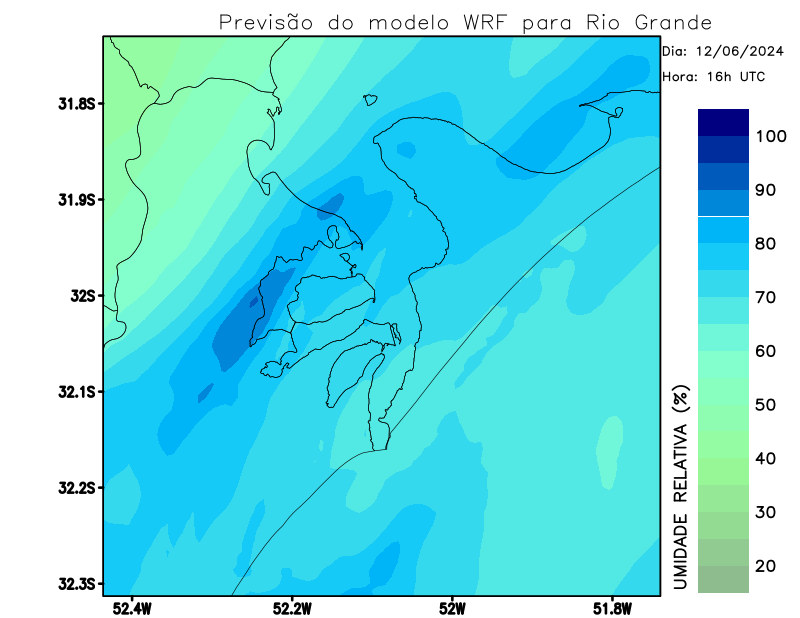 Previsão do modelo WRF para Rio Grande
Dia: 12/06/2024
Hora: 16h UTC
31.8S
31.9S
32S
32.1S
32.2S
32.3S
52.4W
52.2W
52W
51.8W
100
90
80
70
60
50
40
30
20
UMIDADE RELATIVA (%)